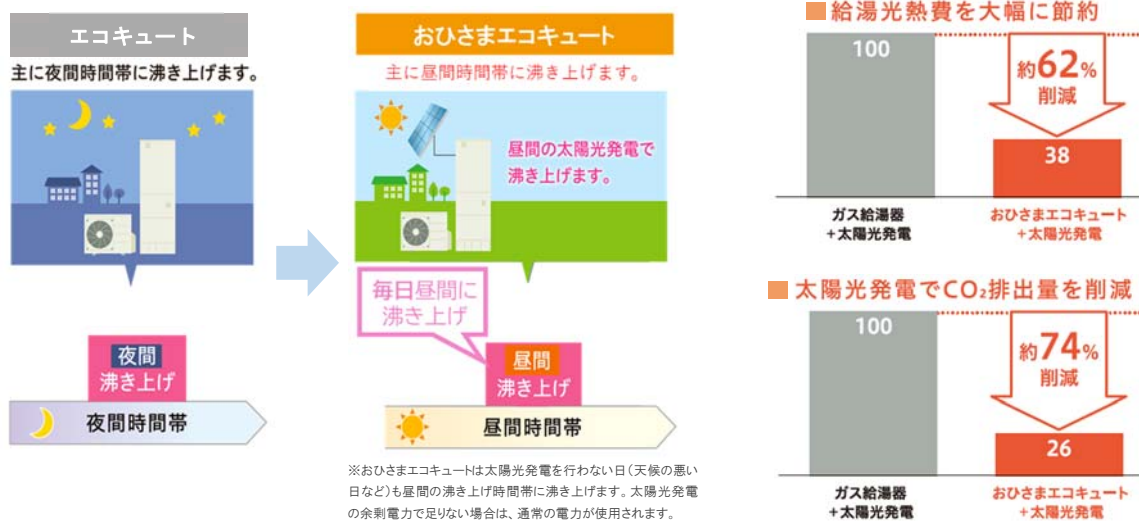 エコキュート
主に夜間時間帯に沸き上げます。
夜間
沸き上げ
夜間時間帯
おひさまエコキュート
主に昼間時間帯に沸き上げます。
昼間の太陽光発電で
沸き上げます。
毎日昼間に
沸き上げ
昼間
沸き上げ
昼間時間帯
※おひさまエコキュートは太陽光発電を行わない日(天候の悪い
日など)も昼間の沸き上げ時間帯に沸き上げます。太陽光発電
の余剰電力で足りない場合は、通常の電力が使用されます。
■給湯光熱費を大幅に節約
100
約62%
削減
38
ガス給湯器
+太陽光発電
おひさまエコキュート
+太陽光発電
■太陽光発電でCO₂排出量を削減
100
約74%
削減
26
ガス給湯器
+太陽光発電
おひさまエコキュート
+太陽光発電